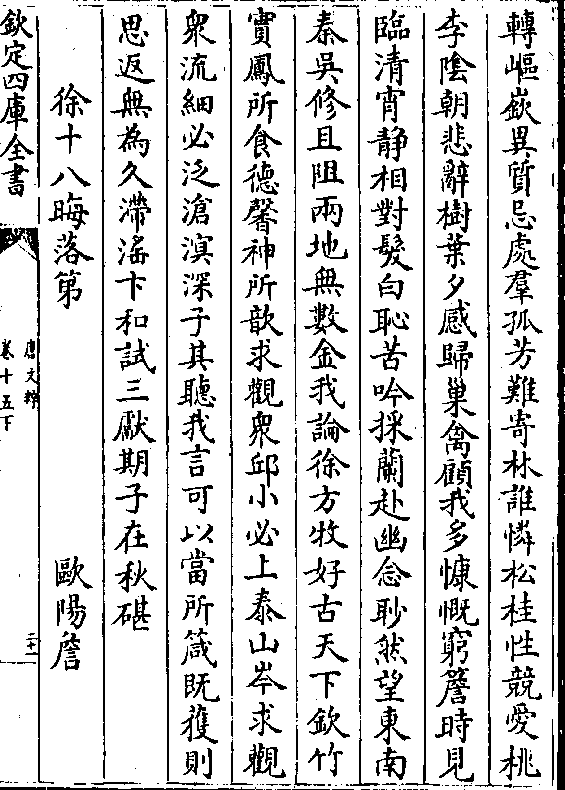 轉嶇嶔異質忌處羣孤芳難寄林誰憐松桂性競愛桃
李陰朝悲辭樹葉夕感歸巢禽顧我多慷慨窮簷時見
臨清宵靜相對髮白恥苦吟採蘭赴幽念眇然望東南
秦吳修且阻兩地無數金我論徐方牧好古天下欽竹
實鳳所食德馨神所歆求觀衆邱小必上泰山岑求觀
衆流細必泛滄溟深子其聽我言可以當所箴既獲則
思返無為久滯滛卞和試三獻期子在秋碪
徐十八晦落第
歐陽詹
欽定四庫全書
唐文粹
卷十五下
二十一